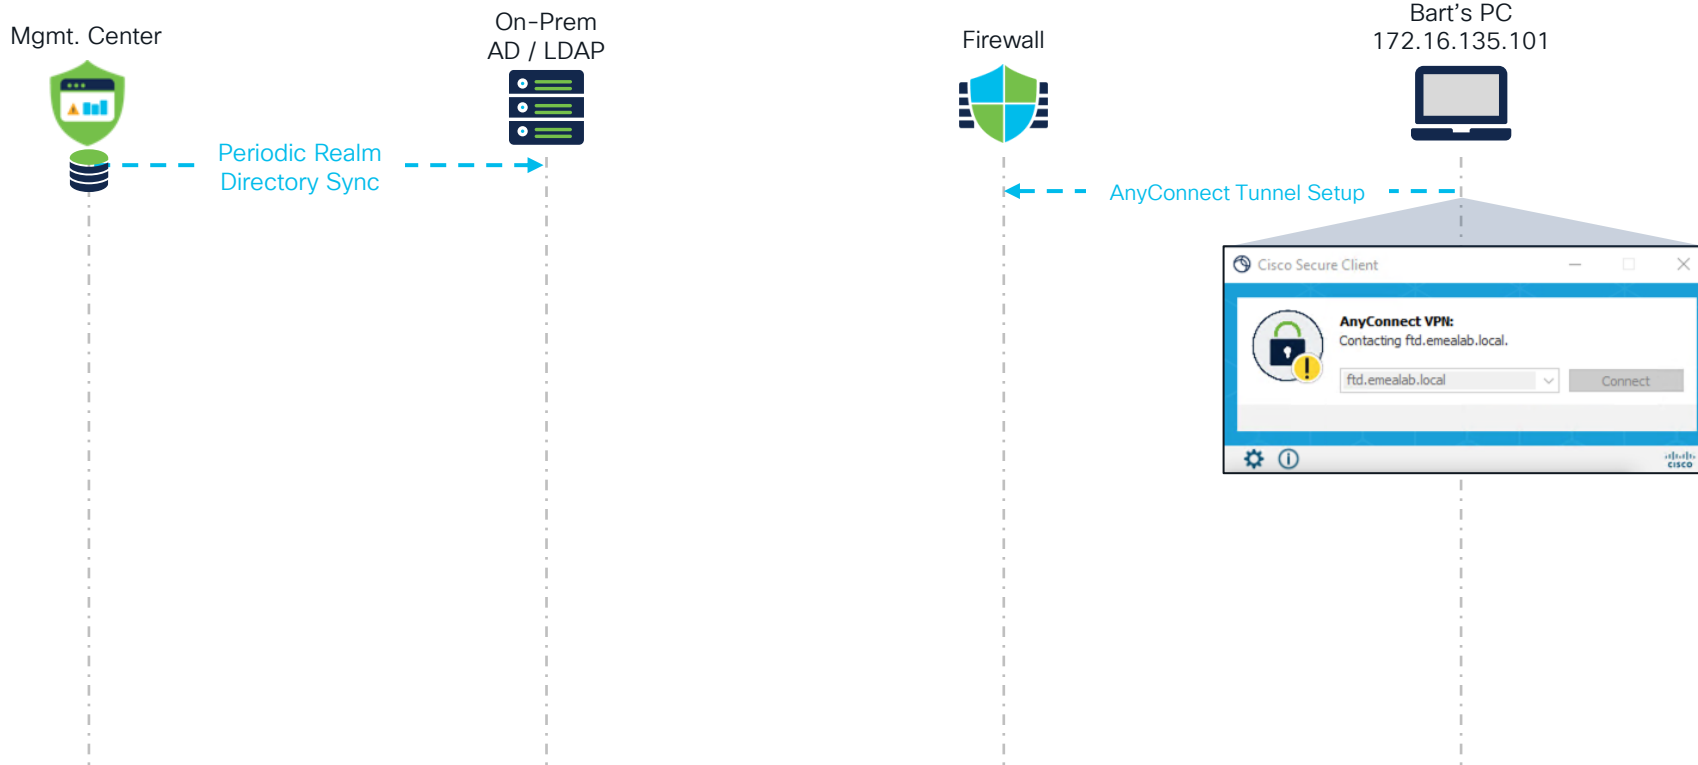 Mgmt. Center
On-Prem
AD / LDAP
Firewall
Bart's PC
172.16.135.101
Periodic Realm
Directory Sync
AnyConnect Tunnel Setup
Cisco Secure Client
AnyConnect VPN:
Contacting ftd.emealab.local.
ftd.emealab.local
Connect
CISCO